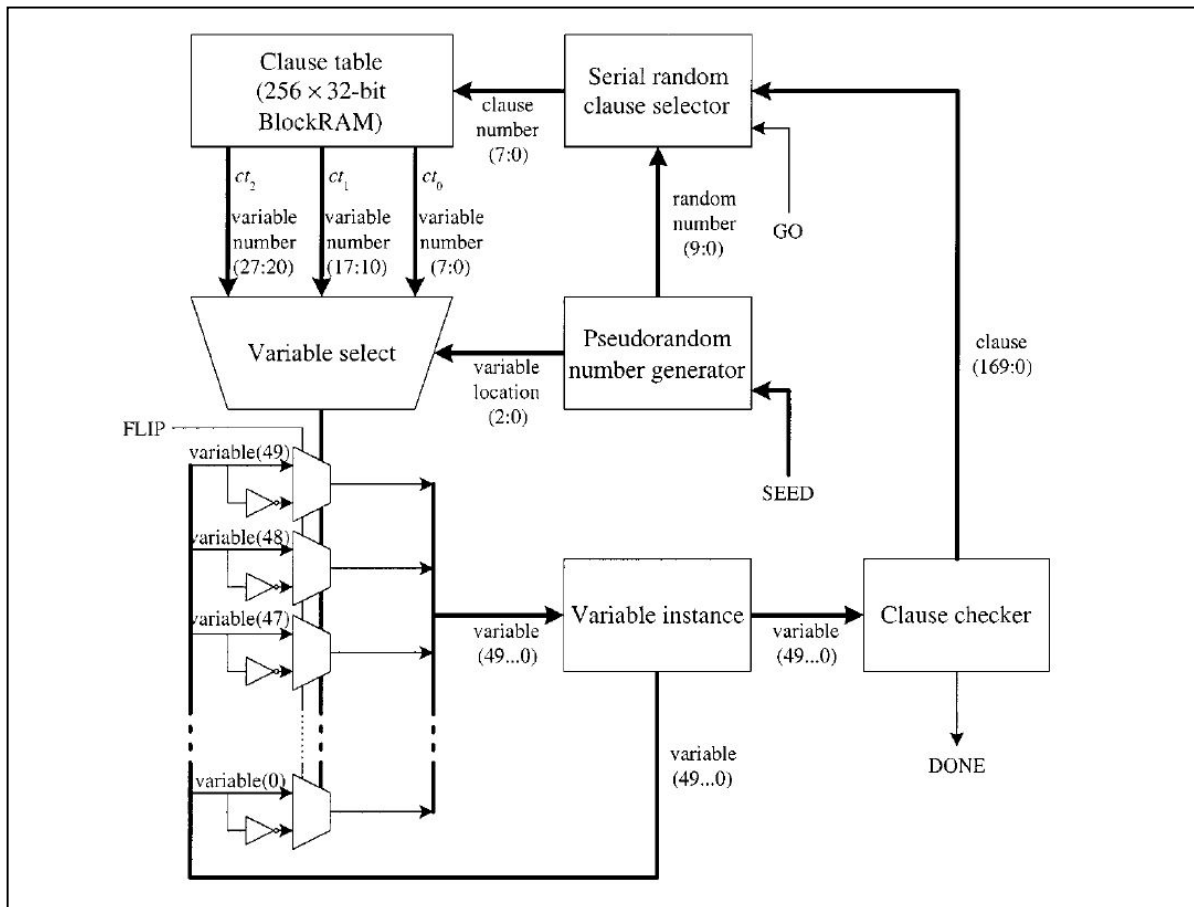 Clause table
(256 × 32-bit
BlockRAM)
Serial random
clause selector
clause
number
(7:0)
ct₂
ct₁
ct₀
variable
number
(27:20)
variable
number
(17:10)
variable
number
(7:0)
random
number
(9:0)
GO
Variable select
variable
location
(2:0)
Pseudorandom
number generator
clause
(169:0)
FLIP
SEED
variable(49)
variable(48)
variable(47)
variable(0)
variable
(49...0)
Variable instance
variable
(49...0)
Clause checker
variable
(49...0)
DONE